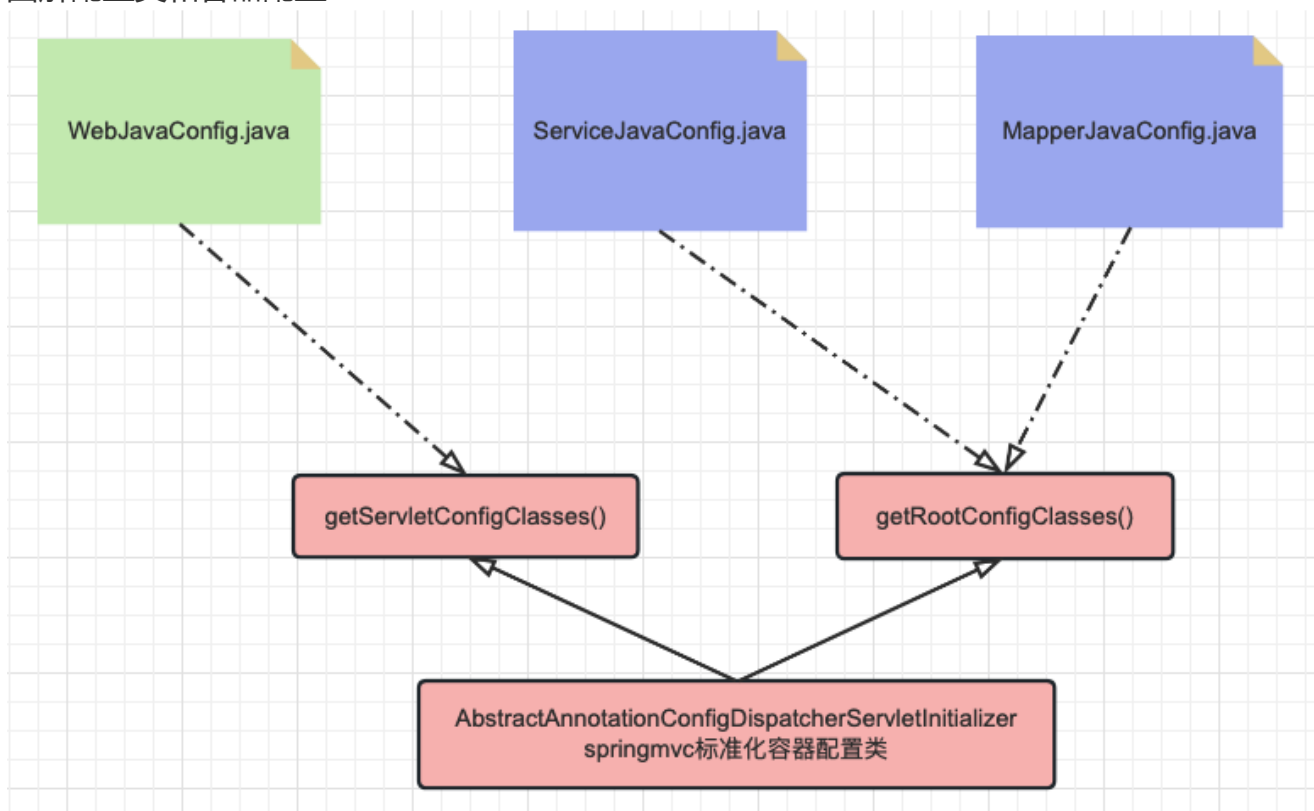 WebJavaConfig.java
ServiceJavaConfig.java
MapperJavaConfig.java
getServletConfigClasses()
getRootConfigClasses()
AbstractAnnotationConfigDispatcherServletInitializer
springmvc标准化容器配置类